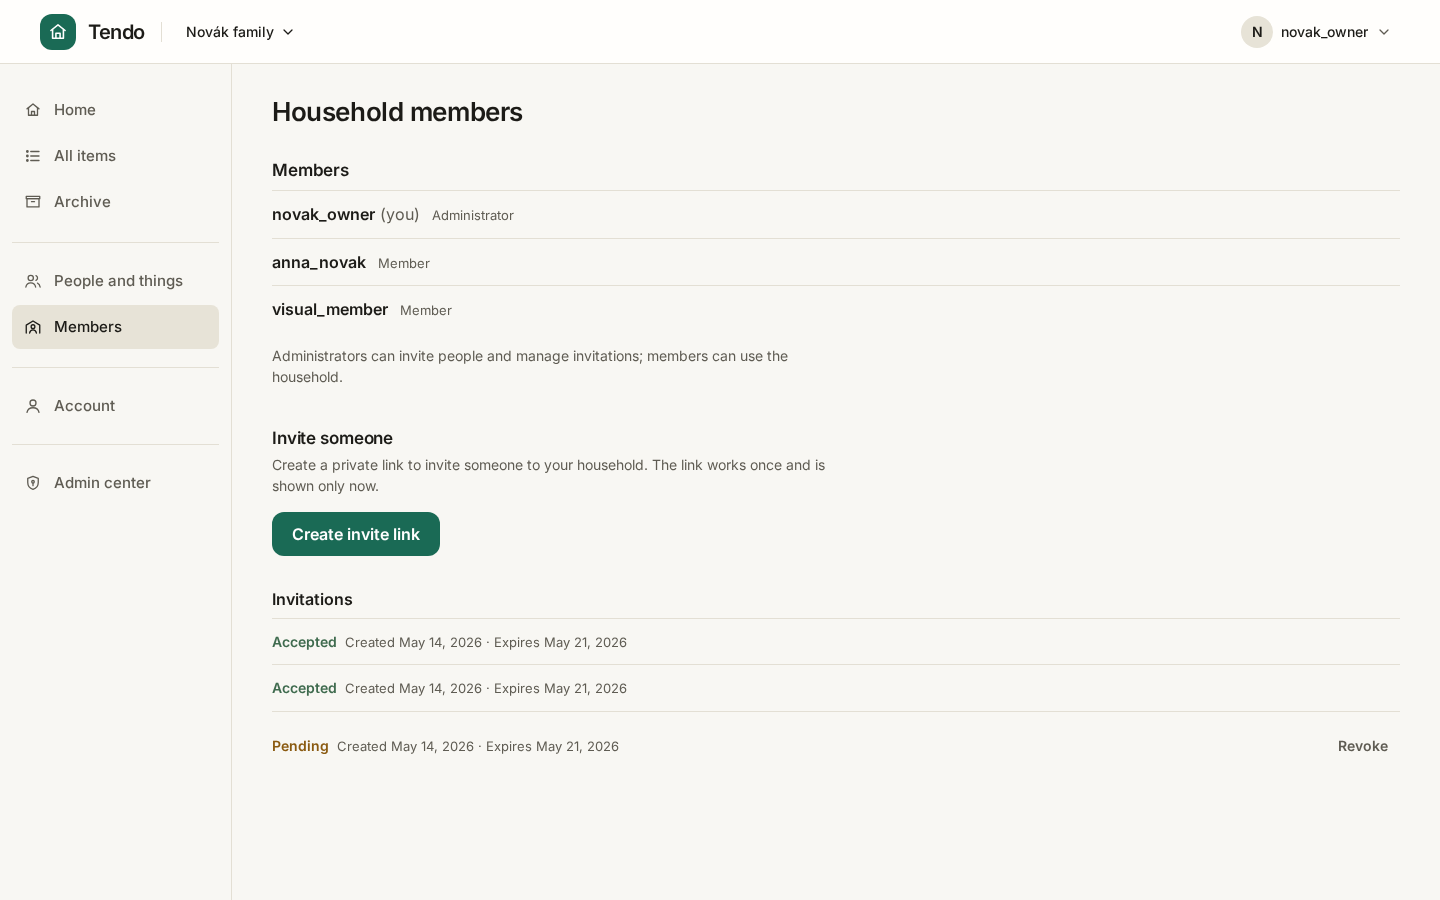 Tendo
Novák family
N
novak_owner
Home
All items
Archive
People and things
Members
Account
Admin center
Household members
Members
novak_owner (you) Administrator
anna_novak Member
visual_member Member
Administrators can invite people and manage invitations; members can use the
household.
Invite someone
Create a private link to invite someone to your household. The link works once and is
shown only now.
Create invite link
Invitations
Accepted Created May 14, 2026 · Expires May 21, 2026
Accepted Created May 14, 2026 · Expires May 21, 2026
Pending Created May 14, 2026 · Expires May 21, 2026
Revoke